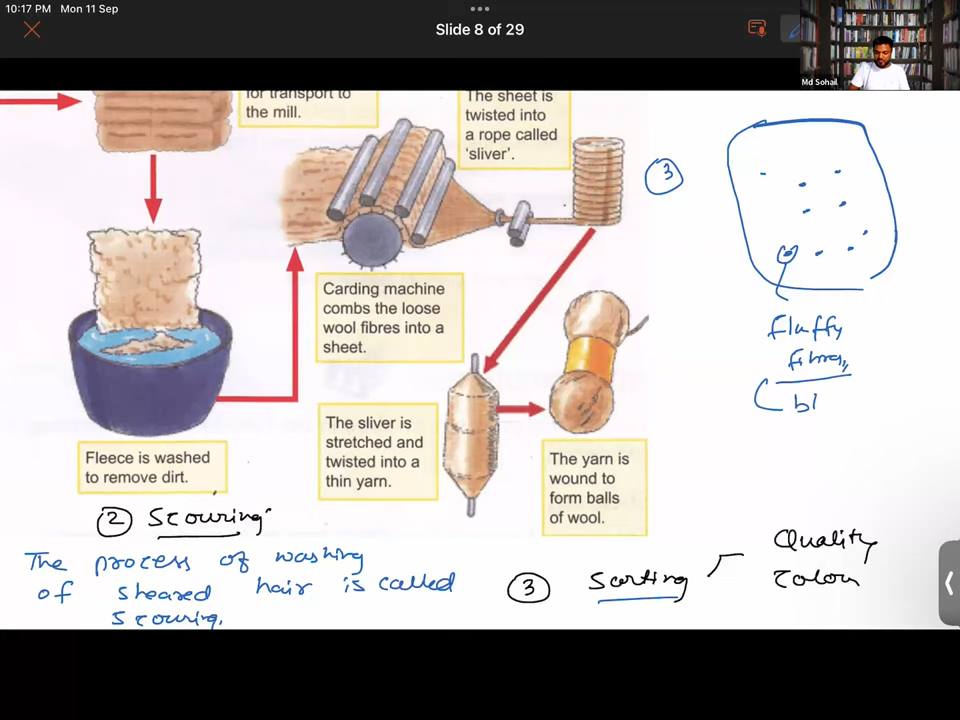 10:17 PM Mon 11 Sep
Slide 8 of 29
Md Sohail
for transport to
the mill.
The sheet is
twisted into
a rope called
‘sliver’.
3
Carding machine
combs the loose
wool fibres into a
sheet.
fluffy
fibres,,
bl
The sliver is
stretched and
twisted into a
thin yarn.
Fleece is washed
to remove dirt.
The yarn is
wound to
form balls
of wool.
2 Scouring
The process of washing
of sheared hair is called
scouring.
3 Sorting
Quality
Colour